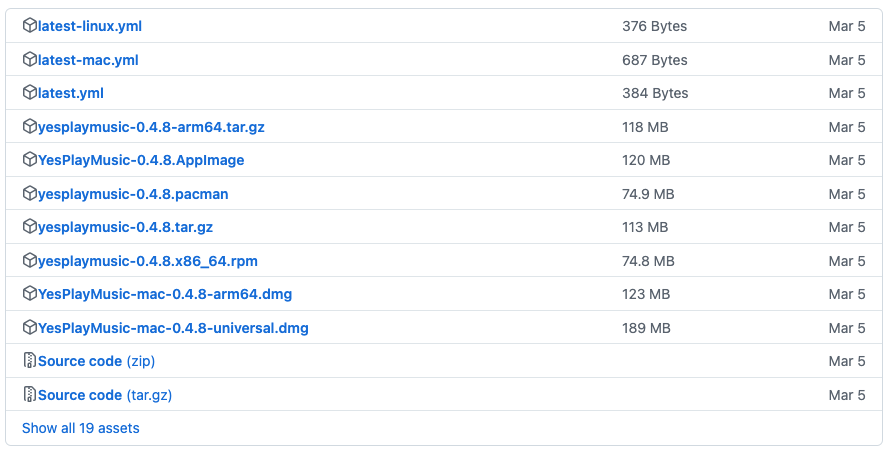 latest-linux.yml 376 Bytes Mar 5
latest-mac.yml 687 Bytes Mar 5
latest.yml 384 Bytes Mar 5
yesplaymusic-0.4.8-arm64.tar.gz 118 MB Mar 5
YesPlayMusic-0.4.8.AppImage 120 MB Mar 5
yesplaymusic-0.4.8.pacman 74.9 MB Mar 5
yesplaymusic-0.4.8.tar.gz 113 MB Mar 5
yesplaymusic-0.4.8.x86_64.rpm 74.8 MB Mar 5
YesPlayMusic-mac-0.4.8-arm64.dmg 123 MB Mar 5
YesPlayMusic-mac-0.4.8-universal.dmg 189 MB Mar 5
Source code (zip) Mar 5
Source code (tar.gz) Mar 5
Show all 19 assets